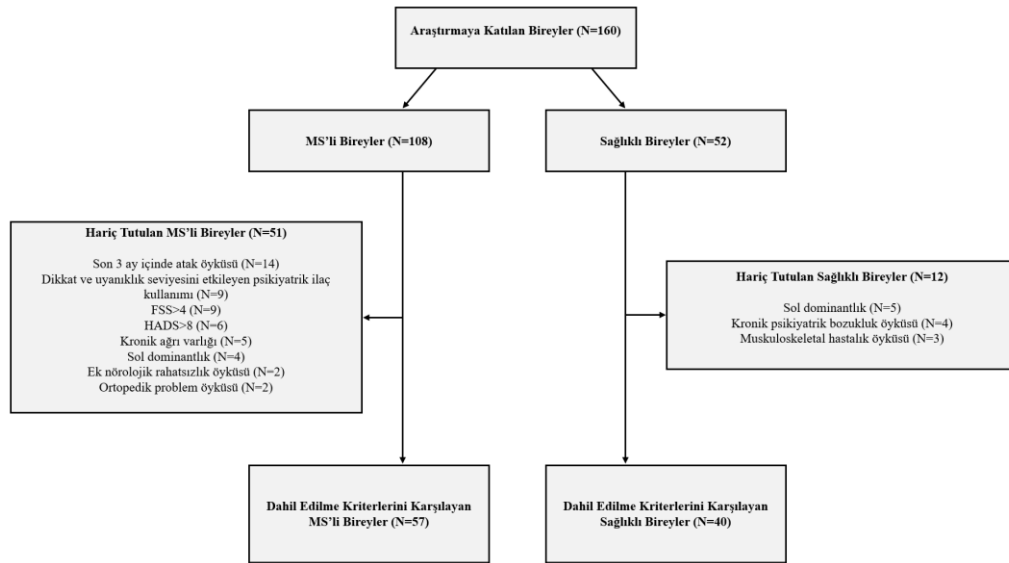 Araştırmaya Katılan Bireyler (N=160)
MS’li Bireyler (N=108)
Sağlıklı Bireyler (N=52)
Hariç Tutulan MS’li Bireyler (N=51)
Son 3 ay içinde atak öyküsü (N=14)
Dikkat ve uyanıklık seviyesini etkileyen psikiyatrik ilaç
kullanımı (N=9)
FSS>4 (N=9)
HADS>8 (N=6)
Kronik ağrı varlığı (N=5)
Sol dominantlık (N=4)
Ek nörolojik rahatsızlık öyküsü (N=2)
Ortopedik problem öyküsü (N=2)
Hariç Tutulan Sağlıklı Bireyler (N=12)
Sol dominantlık (N=5)
Kronik psikiyatrik bozukluk öyküsü (N=4)
Muskuloskeletal hastalık öyküsü (N=3)
Dahil Edilme Kriterlerini Karşılayan
MS’li Bireyler (N=57)
Dahil Edilme Kriterlerini Karşılayan
Sağlıklı Bireyler (N=40)